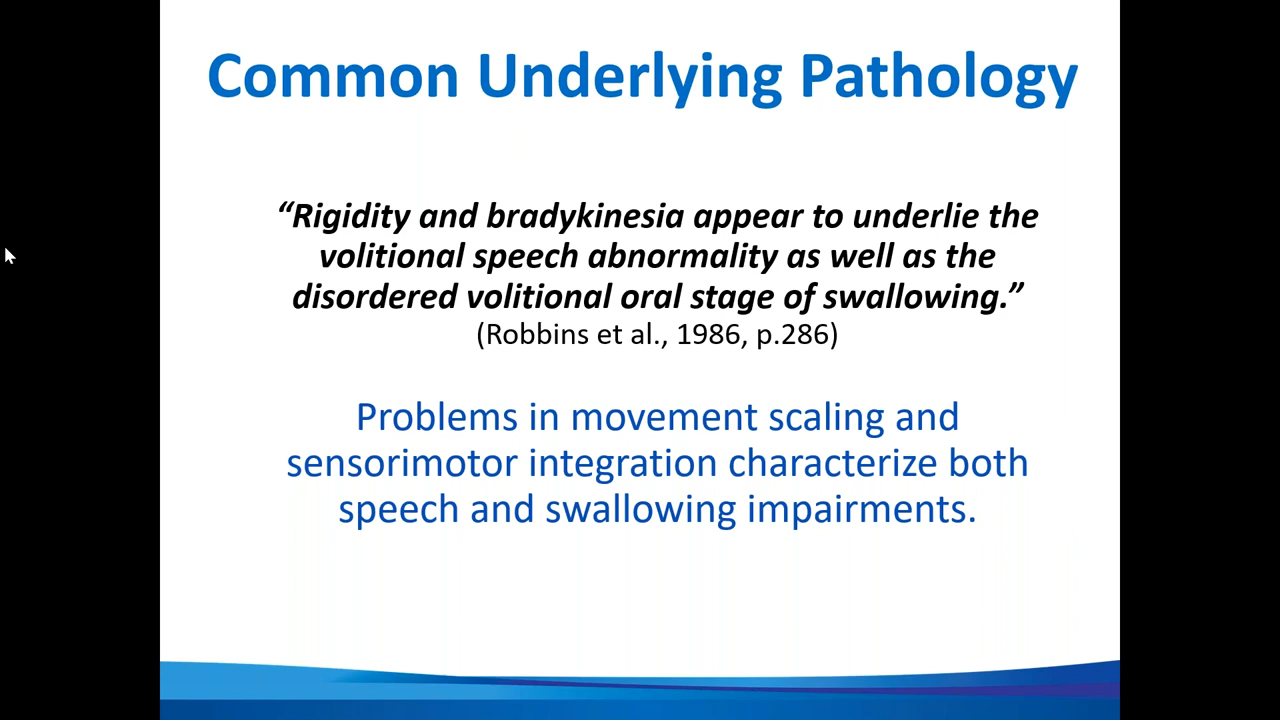 Common Underlying Pathology
“Rigidity and bradykinesia appear to underlie the
volitional speech abnormality as well as the
disordered volitional oral stage of swallowing.”
(Robbins et al., 1986, p.286)
Problems in movement scaling and
sensorimotor integration characterize both
speech and swallowing impairments.